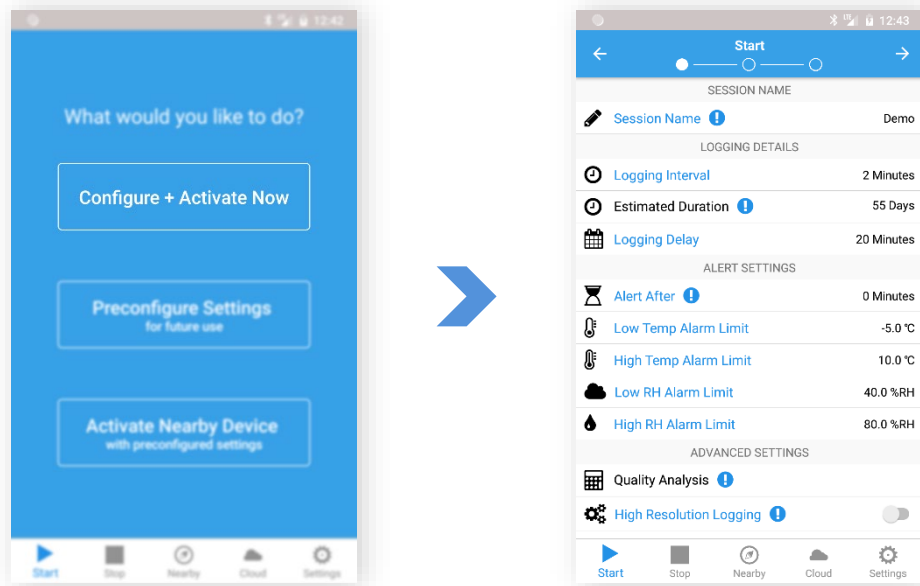 12:42
What would you like to do?
Configure + Activate Now
Preconfigure Settings
for future use
Activate Nearby Device
with preconfigured settings
Start Stop Nearby Cloud Settings
LTE 12:43
Start
SESSION NAME
Session Name Demo
LOGGING DETAILS
Logging Interval 2 Minutes
Estimated Duration 55 Days
Logging Delay 20 Minutes
ALERT SETTINGS
Alert After 0 Minutes
Low Temp Alarm Limit -5.0 °C
High Temp Alarm Limit 10.0 °C
Low RH Alarm Limit 40.0 %RH
High RH Alarm Limit 80.0 %RH
ADVANCED SETTINGS
Quality Analysis
High Resolution Logging
Start Stop Nearby Cloud Settings